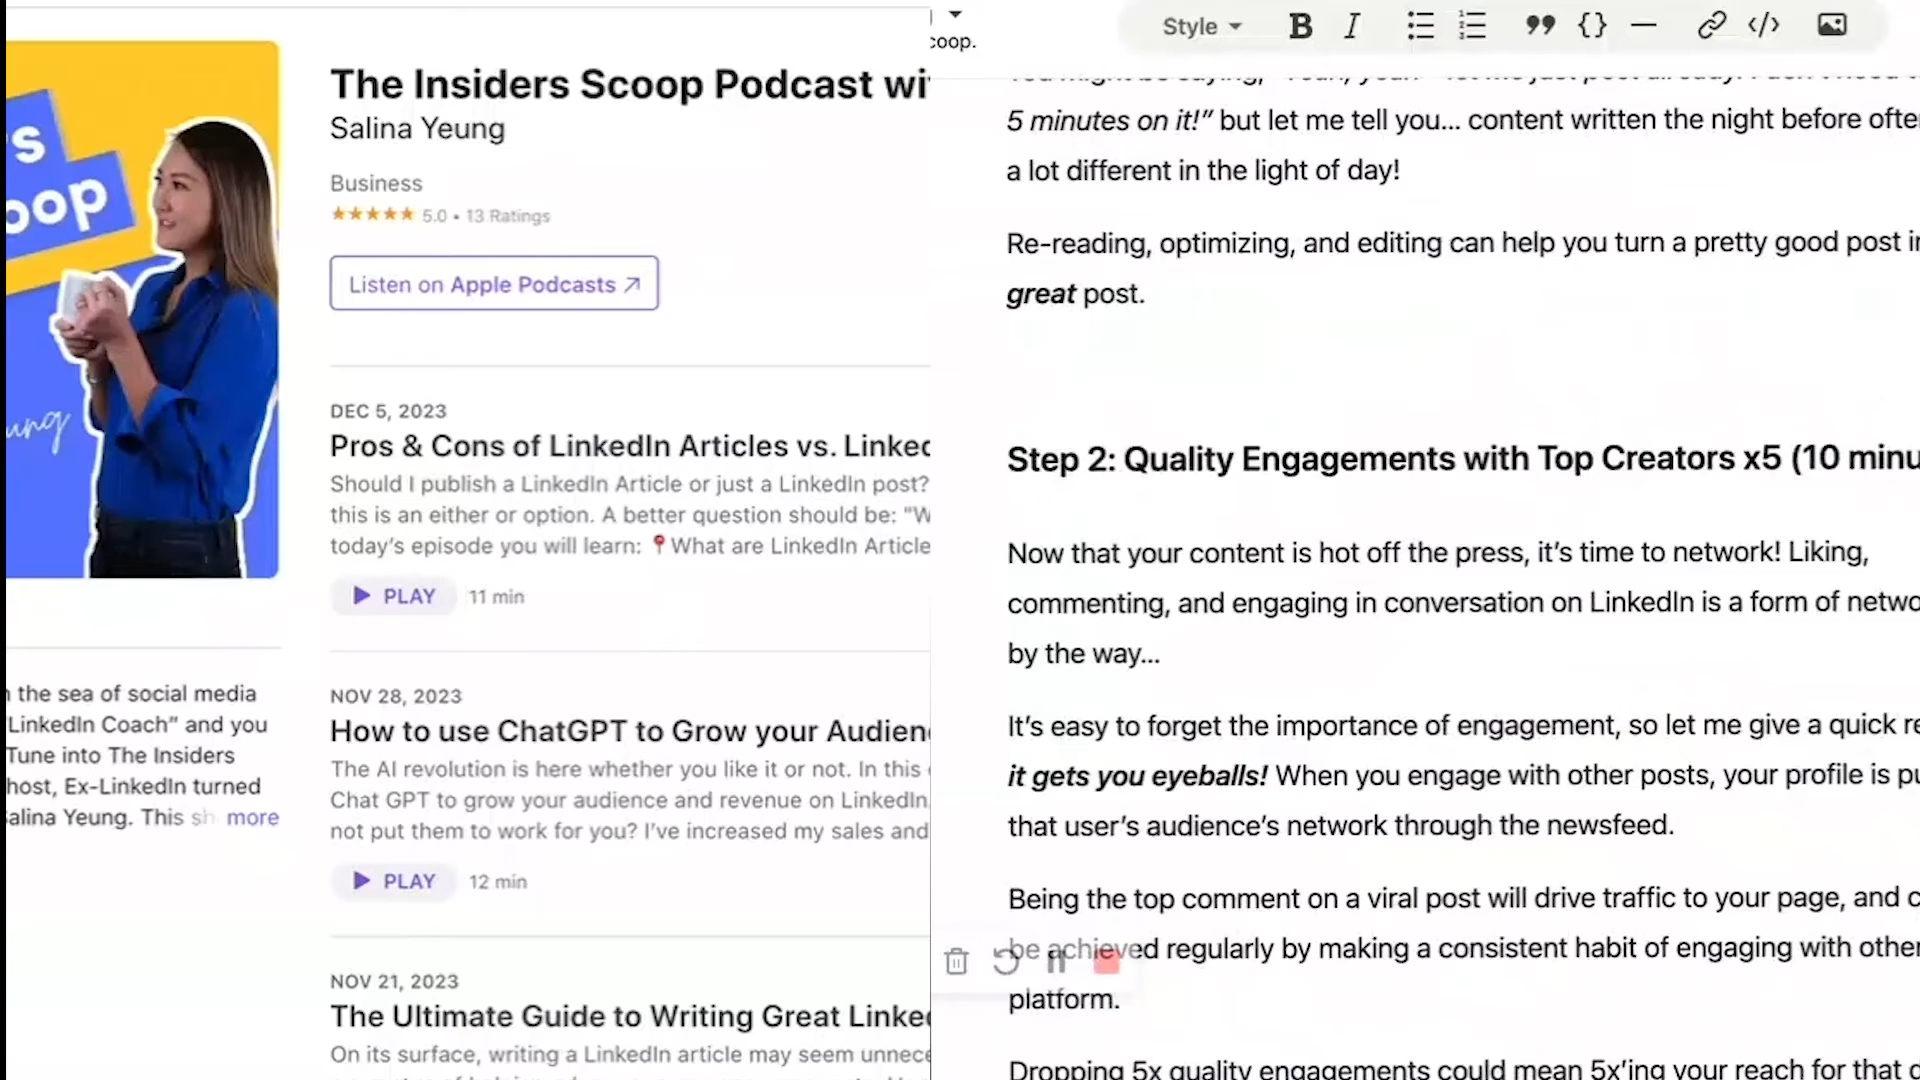 The Insiders Scoop Podcast wi
Salina Yeung
Business
5.0 • 13 Ratings
Listen on Apple Podcasts ↗
DEC 5, 2023
Pros & Cons of LinkedIn Articles vs. Linked
Should I publish a LinkedIn Article or just a LinkedIn post?
this is an either or option. A better question should be: "W
today's episode you will learn: 📍What are LinkedIn Article
PLAY 11 min
NOV 28, 2023
How to use ChatGPT to Grow your Audien
The AI revolution is here whether you like it or not. In this
Chat GPT to grow your audience and revenue on LinkedIn.
not put them to work for you? I've increased my sales and
PLAY 12 min
NOV 21, 2023
The Ultimate Guide to Writing Great Linke
On its surface, writing a LinkedIn article may seem unnece
's
oop
ung
the sea of social media
LinkedIn Coach" and you
Tune into The Insiders
host, Ex-LinkedIn turned
Salina Yeung. This sh more
coop.
Style
B I
5 minutes on it!" but let me tell you... content written the night before ofte
a lot different in the light of day!
Re-reading, optimizing, and editing can help you turn a pretty good post i
great post.
Step 2: Quality Engagements with Top Creators x5 (10 minu
Now that your content is hot off the press, it's time to network! Liking,
commenting, and engaging in conversation on LinkedIn is a form of netwo
by the way...
It's easy to forget the importance of engagement, so let me give a quick re
it gets you eyeballs! When you engage with other posts, your profile is pu
that user's audience's network through the newsfeed.
Being the top comment on a viral post will drive traffic to your page, and c
be achieved regularly by making a consistent habit of engaging with other
platform.
Dropping 5x quality engagements could mean 5x'ing your reach for that